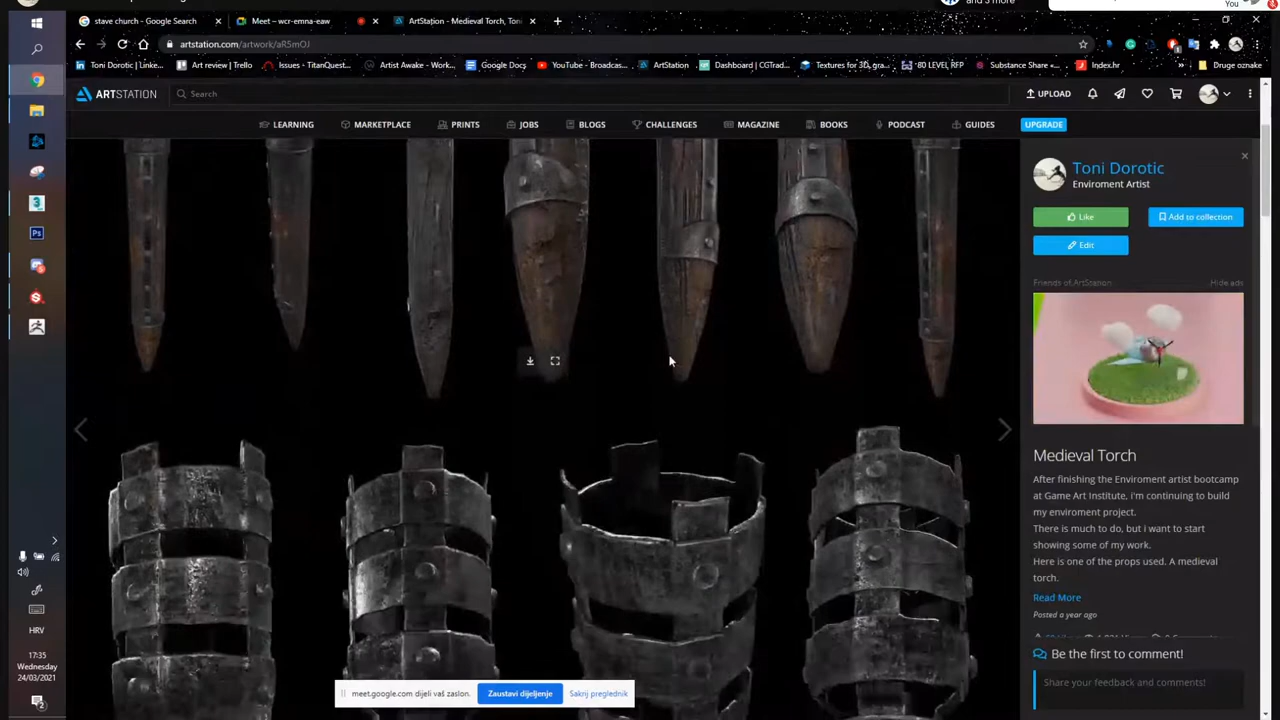 and 3 more
You
stave church - Google Search
Meet – wcr-emna-eaw
ArtStation - Medieval Torch, Toni
artstation.com/artwork/aR5mOJ
Toni Dorotic | Linke...
Art review | Trello
Issues - TitanQuest...
Artist Awake - Work...
Google Docs
YouTube - Broadcas...
ArtStation
Dashboard | CGTrad...
Textures for 3D, gra...
80 LEVEL RFP
Substance Share «...
Index.hr
Druge oznake
ARTSTATION
Search
UPLOAD
LEARNING
MARKETPLACE
PRINTS
JOBS
BLOGS
CHALLENGES
MAGAZINE
BOOKS
PODCAST
GUIDES
UPGRADE
Toni Dorotic
Enviroment Artist
Like
Add to collection
Edit
Friends of ArtStation
Hide ads
Medieval Torch
After finishing the Enviroment artist bootcamp
at Game Art Institute, i'm continuing to build
my enviroment project.
There is much to do, but i want to start
showing some of my work.
Here is one of the props used. A medieval
torch.
Read More
Posted a year ago
Be the first to comment!
Share your feedback and comments!
meet.google.com dijeli vaš zaslon.
Zaustavi dijeljenje
Sakrij preglednik
HRV
17:35
Wednesday
24/03/2021